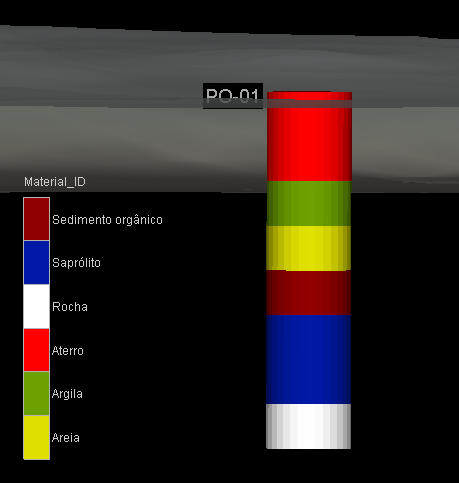 PO-01
Material_ID
Sedimento orgânico
Saprólito
Rocha
Aterro
Argila
Areia